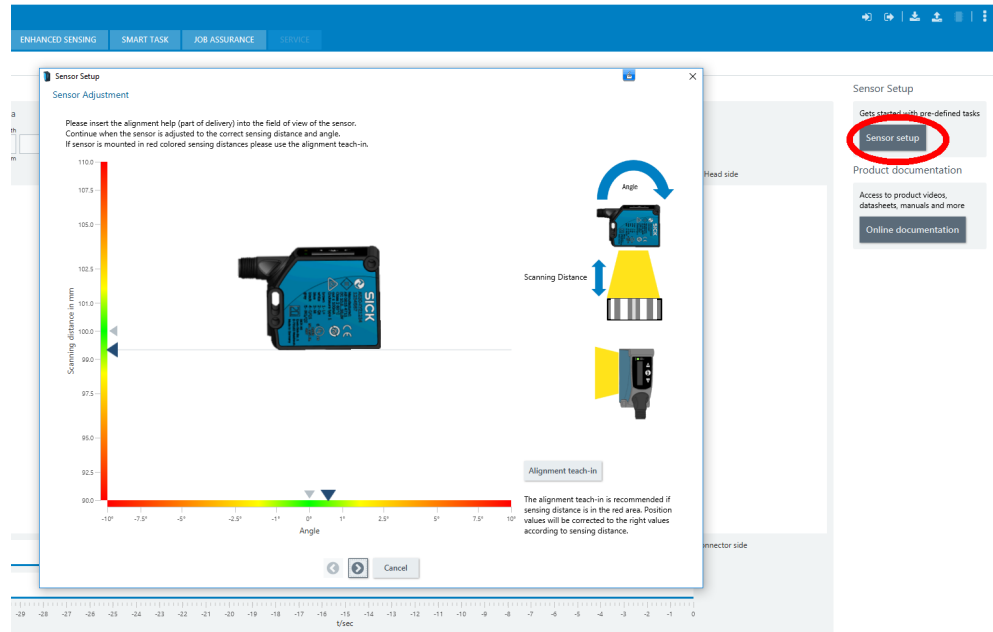 ENHANCED SENSING
SMART TASK
JOB ASSURANCE
SERVICE
Sensor Setup
Sensor Adjustment
Please insert the alignment help (part of delivery) into the field of view of the sensor.
Continue when the sensor is adjusted to the correct sensing distance and angle.
If sensor is mounted in red colored sensing distances please use the alignment teach-in.
Scanning distance in mm
110.0
107.5
105.0
102.5
101.0
100.0
99.0
97.5
95.0
92.5
90.0
-10° -7.5° -5° -2.5° -1° 0° 1° 2.5° 5° 7.5° 10°
Angle
SICK
Angle
Scanning Distance
Alignment teach-in
The alignment teach-in is recommended if
sensing distance is in the red area. Position
values will be corrected to the right values
according to sensing distance.
Cancel
Head side
onnector side
Sensor Setup
Gets started with pre-defined tasks
Sensor setup
Product documentation
Access to product videos,
datasheets, manuals and more
Online documentation
-29 -28 -27 -26 -25 -24 -23 -22 -21 -20 -19 -18 -17 -16 -15 -14 -13 -12 -11 -10 -9 -8 -7 -6 -5 -4 -3 -2 -1 0
t/sec